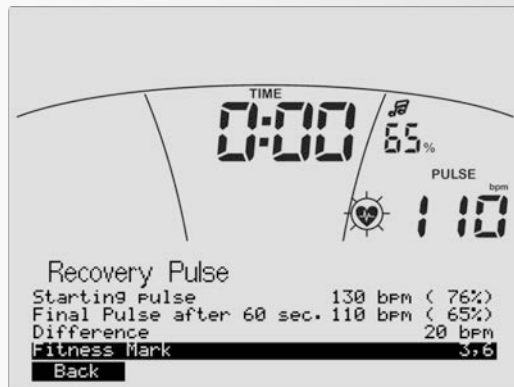 TIME
0:00
65%
PULSE
bpm
110
Recovery Pulse
Starting pulse 130 bpm ( 76%)
Final Pulse after 60 sec. 110 bpm ( 65%)
Difference 20 bpm
Fitness Mark 3,6
Back